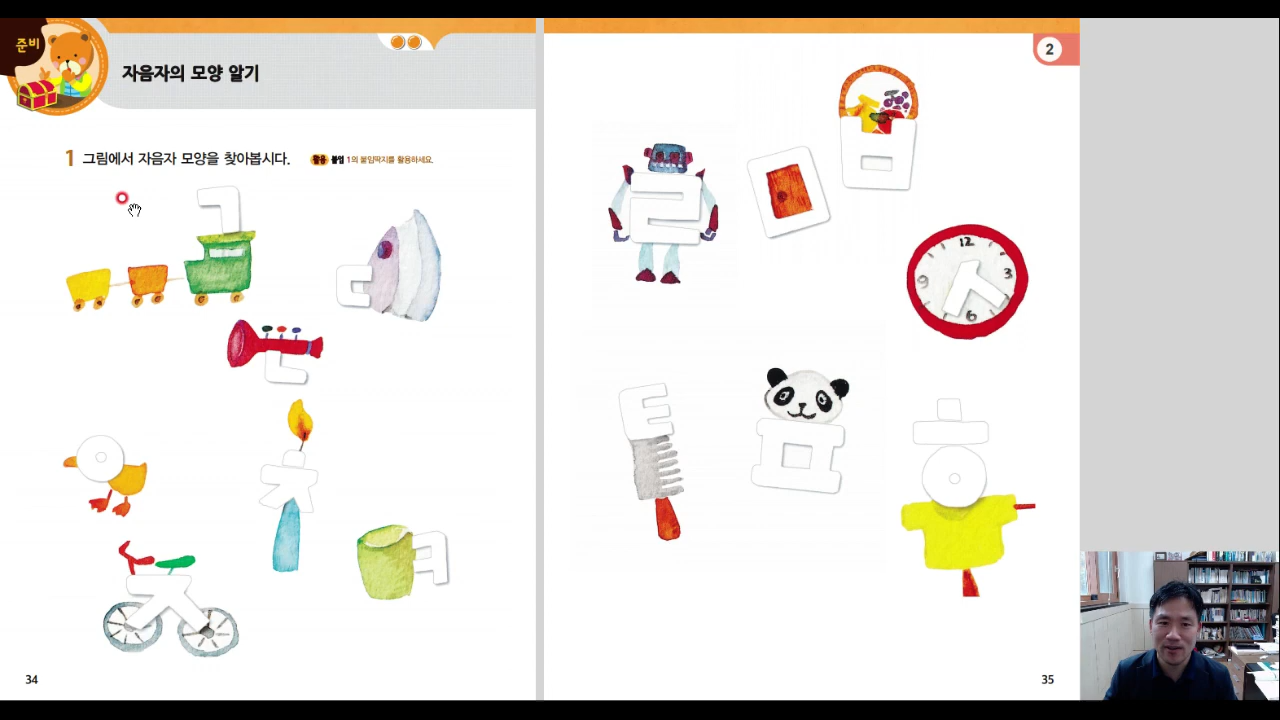 준비
자음자의 모양 알기
1 그림에서 자음자 모양을 찾아봅시다. 활용 붙임 1의 붙임딱지를 활용하세요.
ㄱ
ㄷ
ㄴ
ㅇ
ㅊ
ㅋ
ㅈ
34
2
ㅂ
ㅁ
ㄹ
12
3
6
9
ㅅ
ㅌ
ㅍ
ㅎ
35